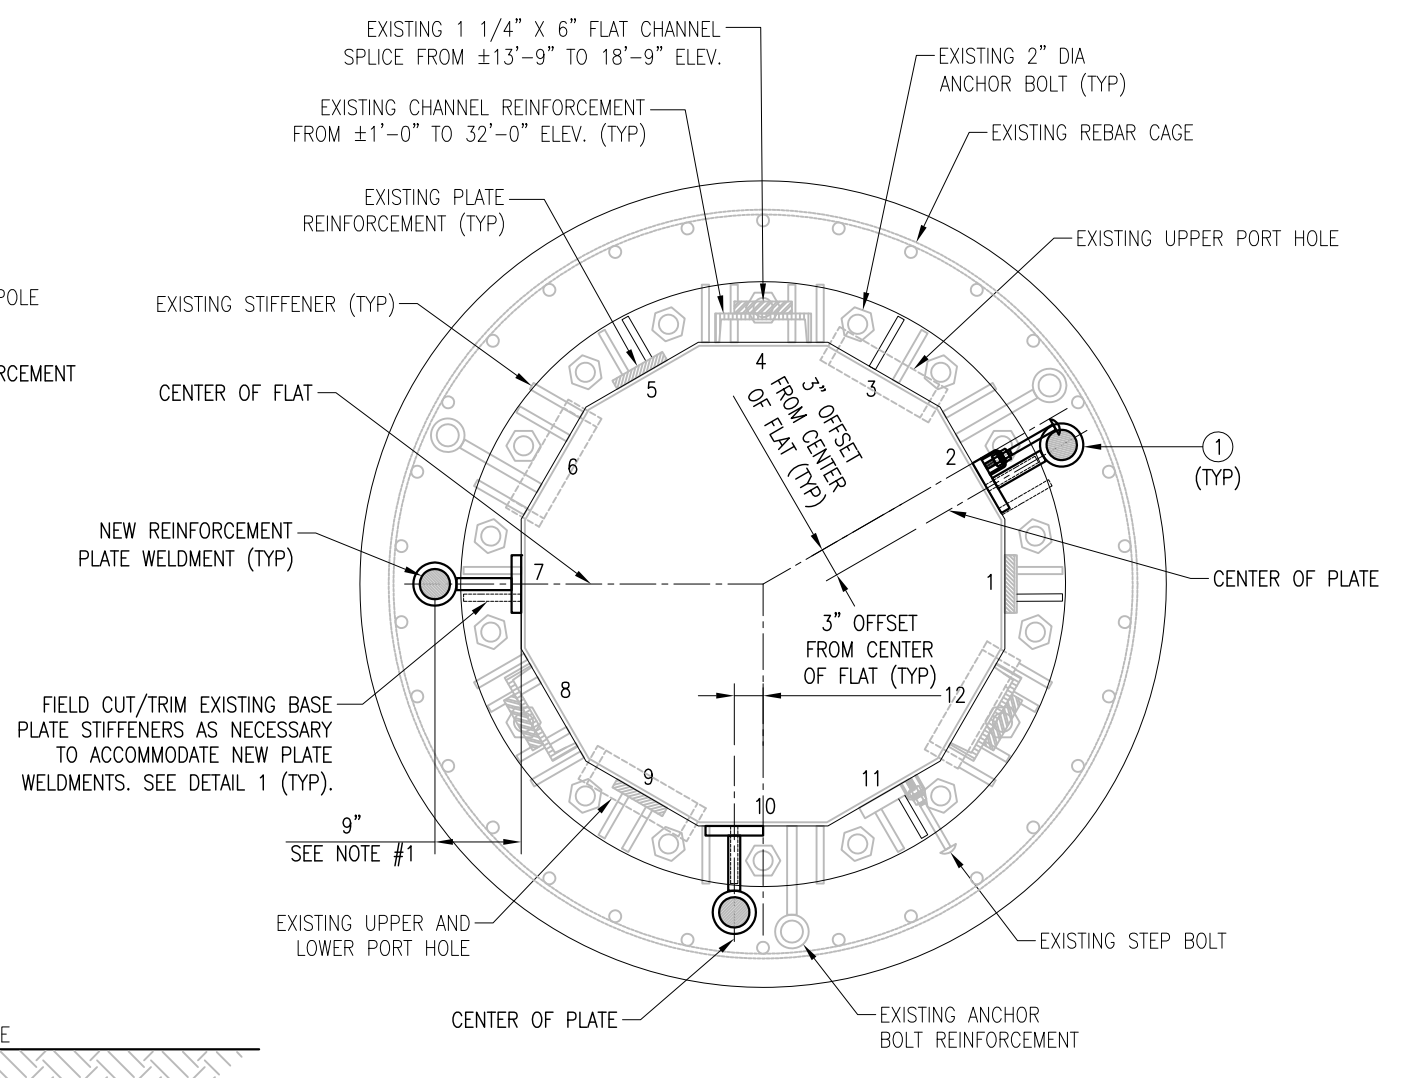 EXISTING 1 1/4” X 6” FLAT CHANNEL
SPLICE FROM ±13’-9” TO 18’-9” ELEV.
EXISTING CHANNEL REINFORCEMENT
FROM ±1’-0” TO 32’-0” ELEV. (TYP)
EXISTING PLATE
REINFORCEMENT (TYP)
EXISTING 2” DIA
ANCHOR BOLT (TYP)
EXISTING REBAR CAGE
EXISTING UPPER PORT HOLE
POLE
EXISTING STIFFENER (TYP)
RCEMENT
CENTER OF FLAT
4
5
3
3” OFFSET
FROM CENTER
OF FLAT (TYP)
6
2
1
(TYP)
NEW REINFORCEMENT
PLATE WELDMENT (TYP)
7
1
CENTER OF PLATE
3” OFFSET
FROM CENTER
OF FLAT (TYP)
8
12
FIELD CUT/TRIM EXISTING BASE
PLATE STIFFENERS AS NECESSARY
TO ACCOMMODATE NEW PLATE
WELDMENTS. SEE DETAIL 1 (TYP).
9
10
11
9”
SEE NOTE #1
EXISTING UPPER AND
LOWER PORT HOLE
EXISTING STEP BOLT
CENTER OF PLATE
EXISTING ANCHOR
BOLT REINFORCEMENT
E